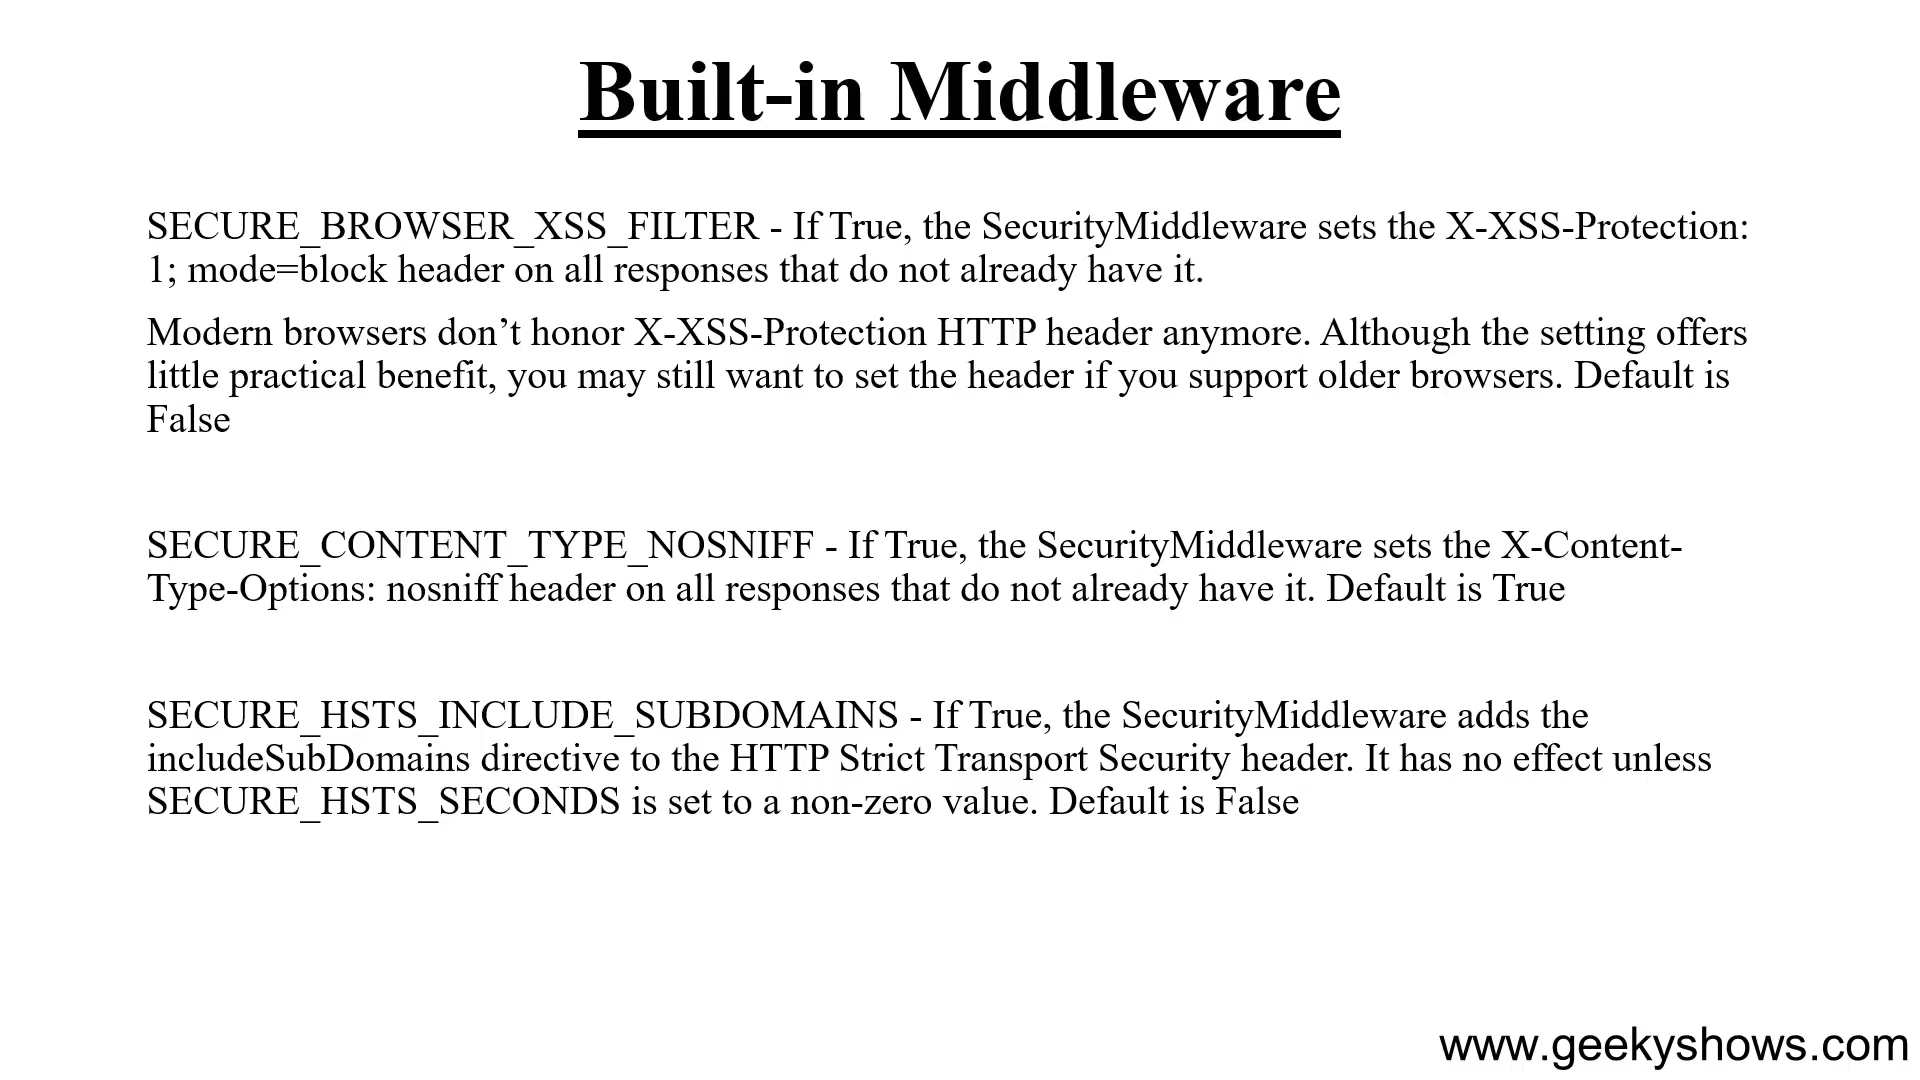 Built-in Middleware
SECURE_BROWSER_XSS_FILTER - If True, the SecurityMiddleware sets the X-XSS-Protection:
1; mode=block header on all responses that do not already have it.
Modern browsers don’t honor X-XSS-Protection HTTP header anymore. Although the setting offers
little practical benefit, you may still want to set the header if you support older browsers. Default is
False
SECURE_CONTENT_TYPE_NOSNIFF - If True, the SecurityMiddleware sets the X-Content-
Type-Options: nosniff header on all responses that do not already have it. Default is True
SECURE_HSTS_INCLUDE_SUBDOMAINS - If True, the SecurityMiddleware adds the
includeSubDomains directive to the HTTP Strict Transport Security header. It has no effect unless
SECURE_HSTS_SECONDS is set to a non-zero value. Default is False
www.geekyshows.com